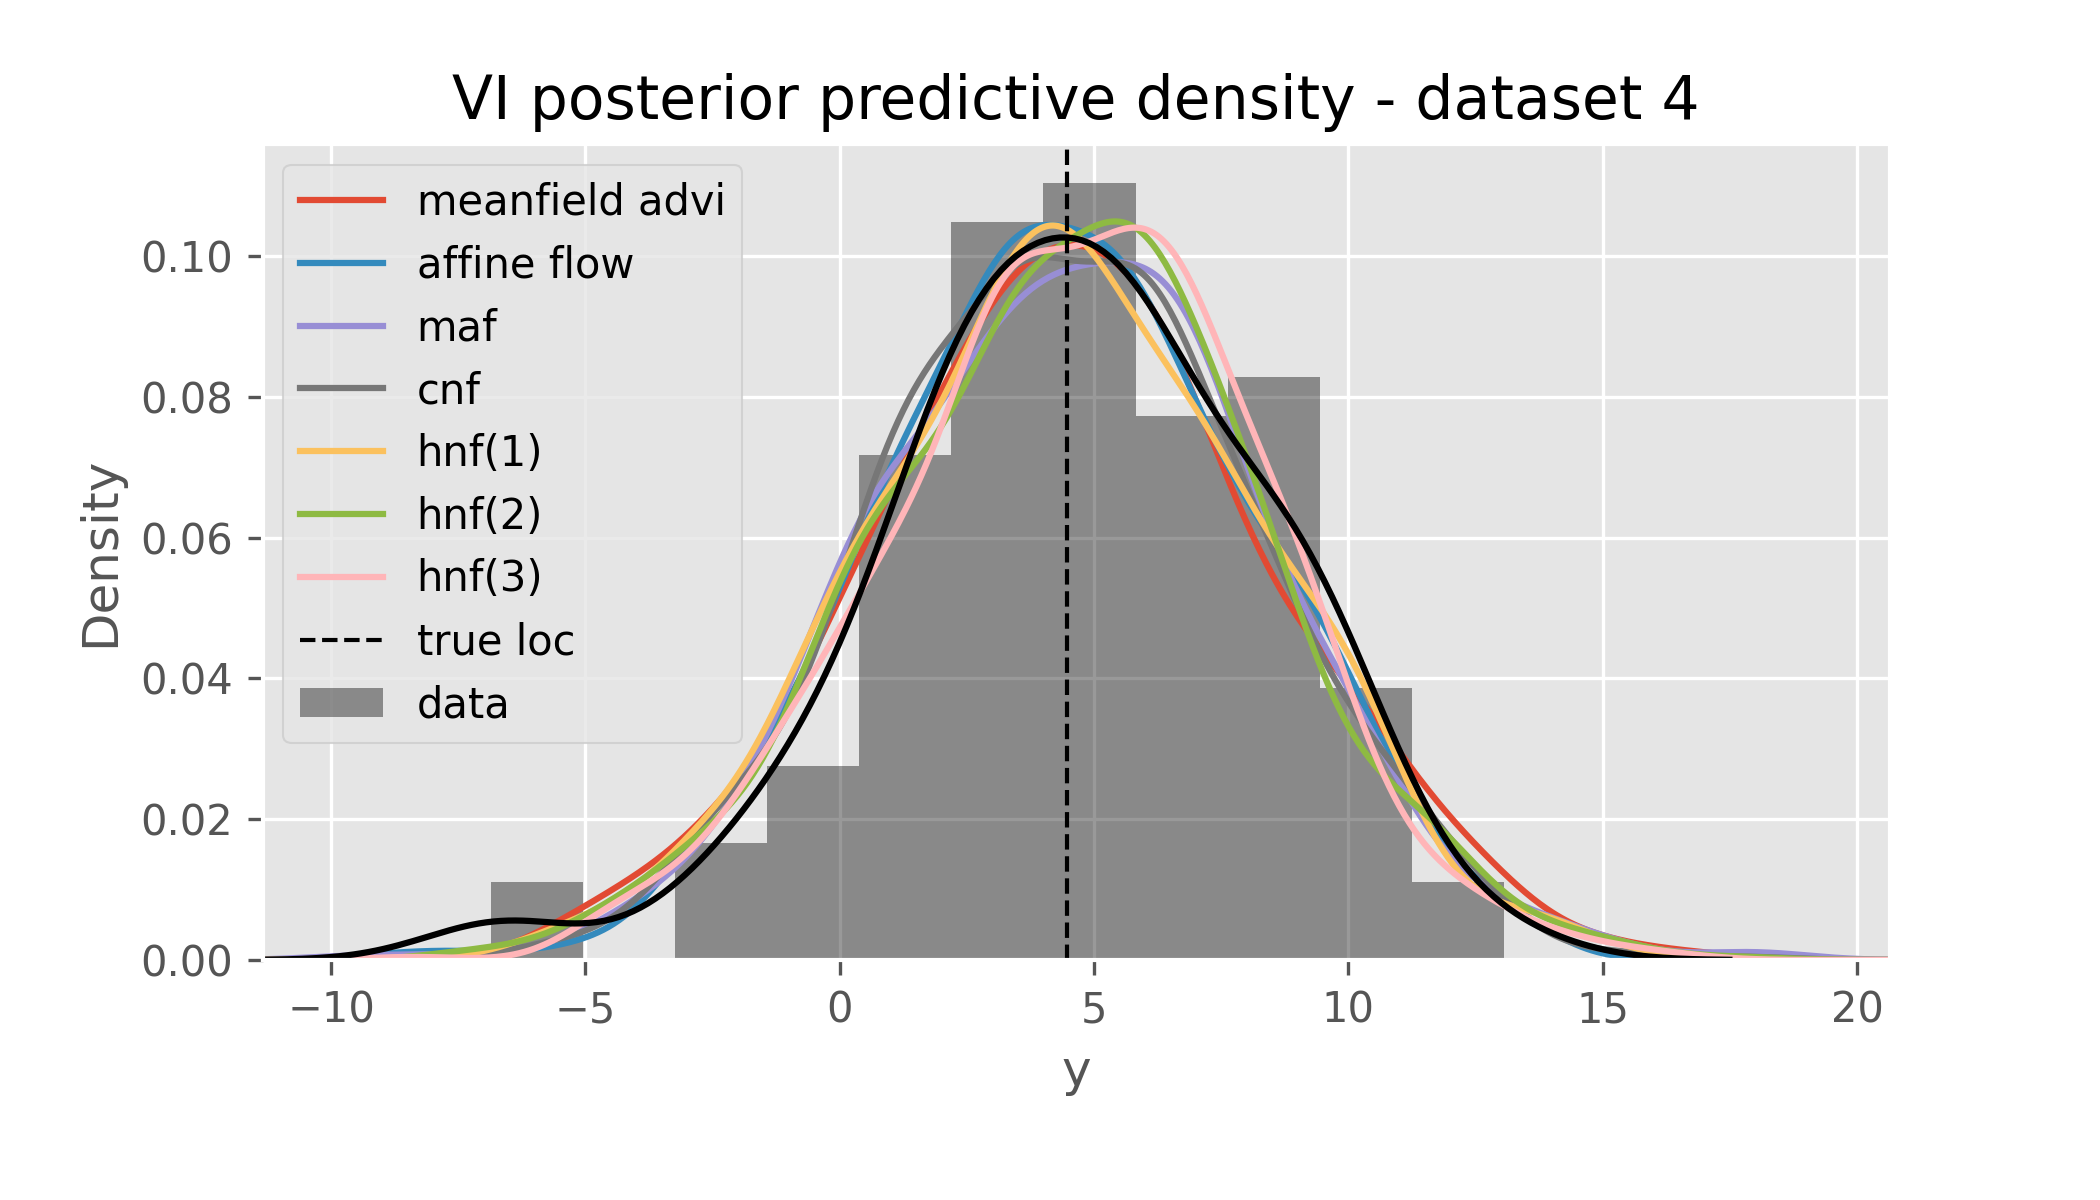 VI posterior predictive density - dataset 4
meanfield advi
affine flow
maf
cnf
hnf(1)
hnf(2)
hnf(3)
true loc
data
Density
0.10
0.08
0.06
0.04
0.02
0.00
−10 −5 0 5 10 15 20
y